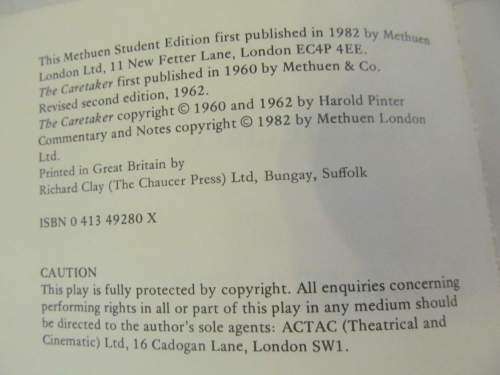 This Methuen Student Edition first published in 1982 by Methuen
London Ltd, 11 New Fetter Lane, London EC4P 4EE.
The Caretaker first published in 1960 by Methuen & Co.
Revised second edition, 1962.
The Caretaker copyright © 1960 and 1962 by Harold Pinter
Commentary and Notes copyright © 1982 by Methuen London
Ltd.
Printed in Great Britain by
Richard Clay (The Chaucer Press) Ltd, Bungay, Suffolk
ISBN 0 413 49280 X
CAUTION
This play is fully protected by copyright. All enquiries concerning
performing rights in all or part of this play in any medium should
be directed to the author's sole agents: ACTAC (Theatrical and
Cinematic) Ltd, 16 Cadogan Lane, London SW1.